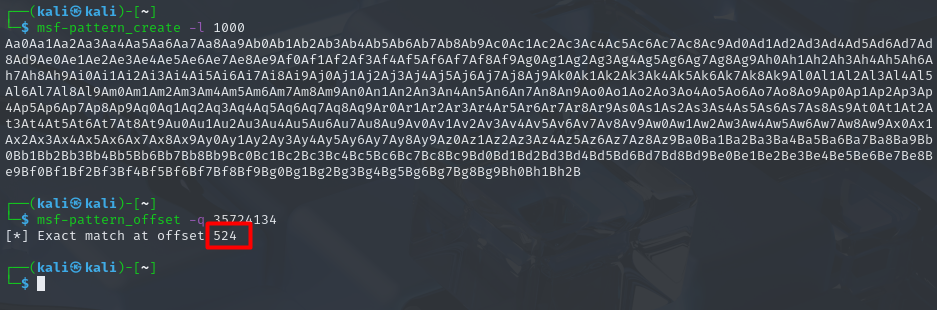 (kali㉿kali)-[~]
$ msf-pattern_create -l 1000
Aa0Aa1Aa2Aa3Aa4Aa5Aa6Aa7Aa8Aa9Ab0Ab1Ab2Ab3Ab4Ab5Ab6Ab7Ab8Ab9Ac0Ac1Ac2Ac3Ac4Ac5Ac6Ac7Ac8Ac9Ad0Ad1Ad2Ad3Ad4Ad5Ad6Ad7Ad
8Ad9Ae0Ae1Ae2Ae3Ae4Ae5Ae6Ae7Ae8Ae9Af0Af1Af2Af3Af4Af5Af6Af7Af8Af9Ag0Ag1Ag2Ag3Ag4Ag5Ag6Ag7Ag8Ag9Ah0Ah1Ah2Ah3Ah4Ah5Ah6A
h7Ah8Ah9Ai0Ai1Ai2Ai3Ai4Ai5Ai6Ai7Ai8Ai9Aj0Aj1Aj2Aj3Aj4Aj5Aj6Aj7Aj8Aj9Ak0Ak1Ak2Ak3Ak4Ak5Ak6Ak7Ak8Ak9Al0Al1Al2Al3Al4Al5
Al6Al7Al8Al9Am0Am1Am2Am3Am4Am5Am6Am7Am8Am9An0An1An2An3An4An5An6An7An8An9Ao0Ao1Ao2Ao3Ao4Ao5Ao6Ao7Ao8Ao9Ap0Ap1Ap2Ap3Ap
4Ap5Ap6Ap7Ap8Ap9Aq0Aq1Aq2Aq3Aq4Aq5Aq6Aq7Aq8Aq9Ar0Ar1Ar2Ar3Ar4Ar5Ar6Ar7Ar8Ar9As0As1As2As3As4As5As6As7As8As9At0At1At2A
t3At4At5At6At7At8At9Au0Au1Au2Au3Au4Au5Au6Au7Au8Au9Av0Av1Av2Av3Av4Av5Av6Av7Av8Av9Aw0Aw1Aw2Aw3Aw4Aw5Aw6Aw7Aw8Aw9Ax0Ax1
Ax2Ax3Ax4Ax5Ax6Ax7Ax8Ax9Ay0Ay1Ay2Ay3Ay4Ay5Ay6Ay7Ay8Ay9Az0Az1Az2Az3Az4Az5Az6Az7Az8Az9Ba0Ba1Ba2Ba3Ba4Ba5Ba6Ba7Ba8Ba9Bb
0Bb1Bb2Bb3Bb4Bb5Bb6Bb7Bb8Bb9Bc0Bc1Bc2Bc3Bc4Bc5Bc6Bc7Bc8Bc9Bd0Bd1Bd2Bd3Bd4Bd5Bd6Bd7Bd8Bd9Be0Be1Be2Be3Be4Be5Be6Be7Be8B
e9Bf0Bf1Bf2Bf3Bf4Bf5Bf6Bf7Bf8Bf9Bg0Bg1Bg2Bg3Bg4Bg5Bg6Bg7Bg8Bg9Bh0Bh1Bh2B
(kali㉿kali)-[~]
$ msf-pattern_offset -q 35724134
[*] Exact match at offset 524
(kali㉿kali)-[~]
$